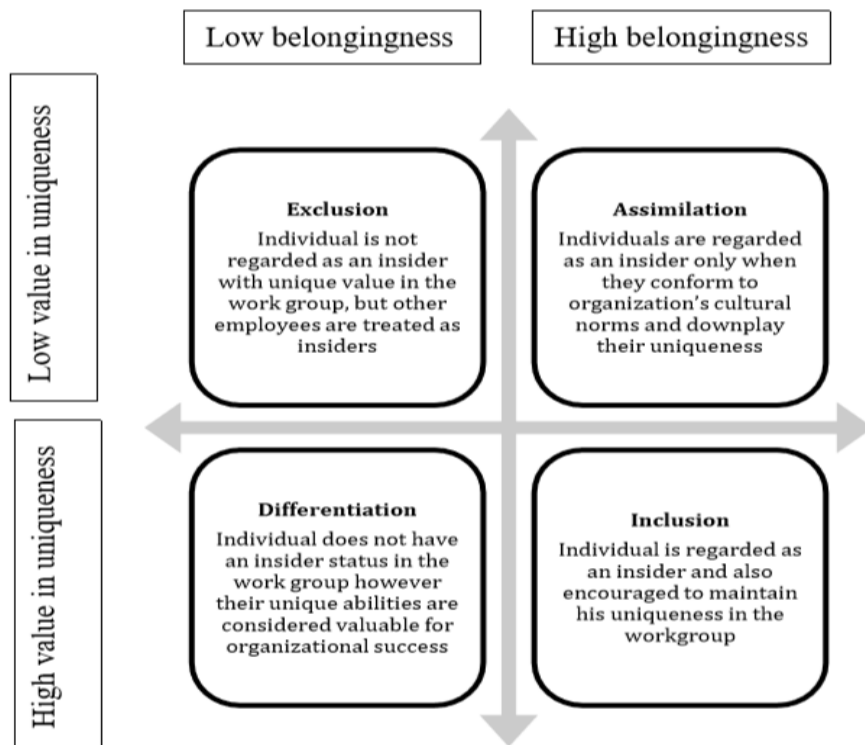 Low belongingness
High belongingness
Low value in uniqueness
Exclusion
Individual is not
regarded as an insider
with unique value in the
work group, but other
employees are treated as
insiders
Assimilation
Individuals are regarded
as an insider only when
they conform to
organization’s cultural
norms and downplay
their uniqueness
High value in uniqueness
Differentiation
Individual does not have
an insider status in the
work group however
their unique abilities are
considered valuable for
organizational success
Inclusion
Individual is regarded as
an insider and also
encouraged to maintain
his uniqueness in the
workgroup